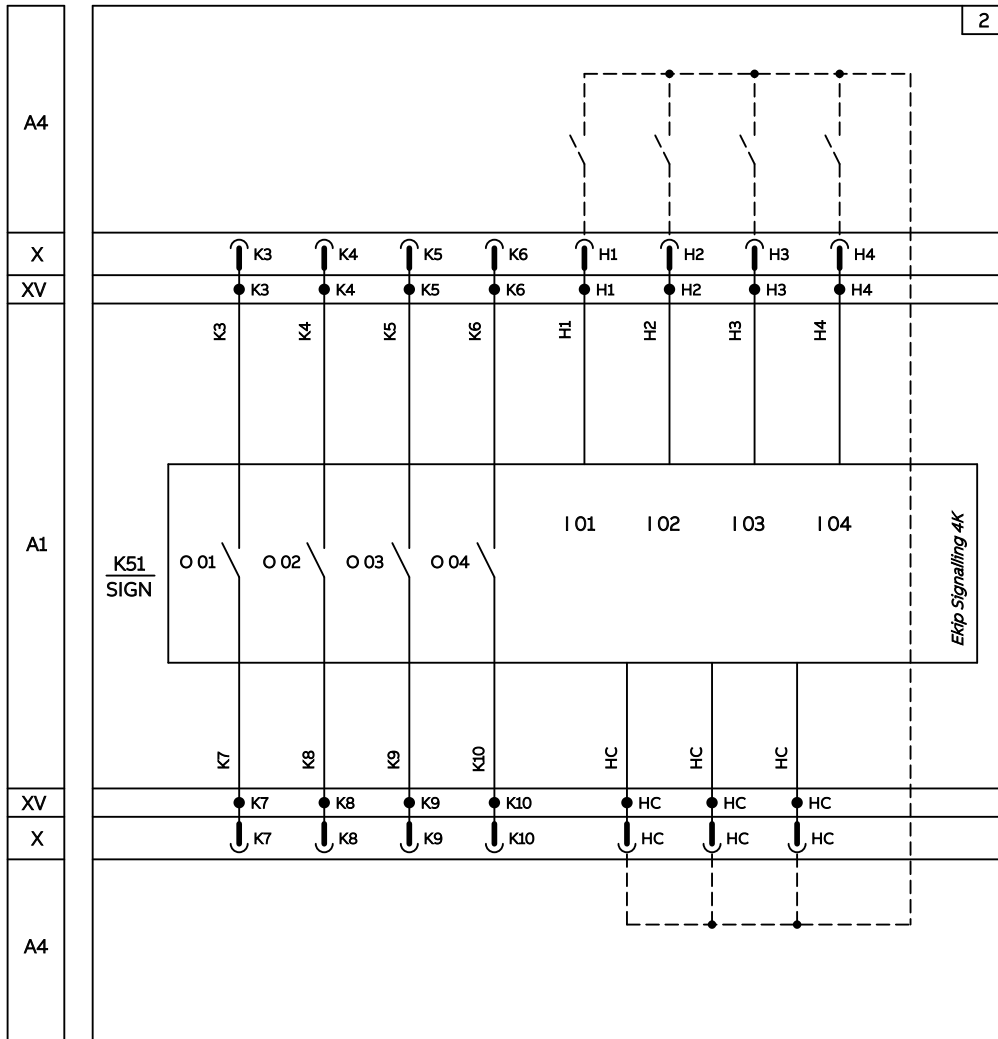 2
A4
X
K3 K4 K5 K6 H1 H2 H3 H4
XV
K3 K4 K5 K6 H1 H2 H3 H4
K3 K4 K5 K6 H1 H2 H3 H4
A1
I 01 I 02 I 03 I 04
K51
SIGN
O 01 O 02 O 03 O 04
Ekip Signalling 4K
K7 K8 K9 K10 HC HC HC
XV
K7 K8 K9 K10 HC HC HC
X
K7 K8 K9 K10 HC HC HC
A4